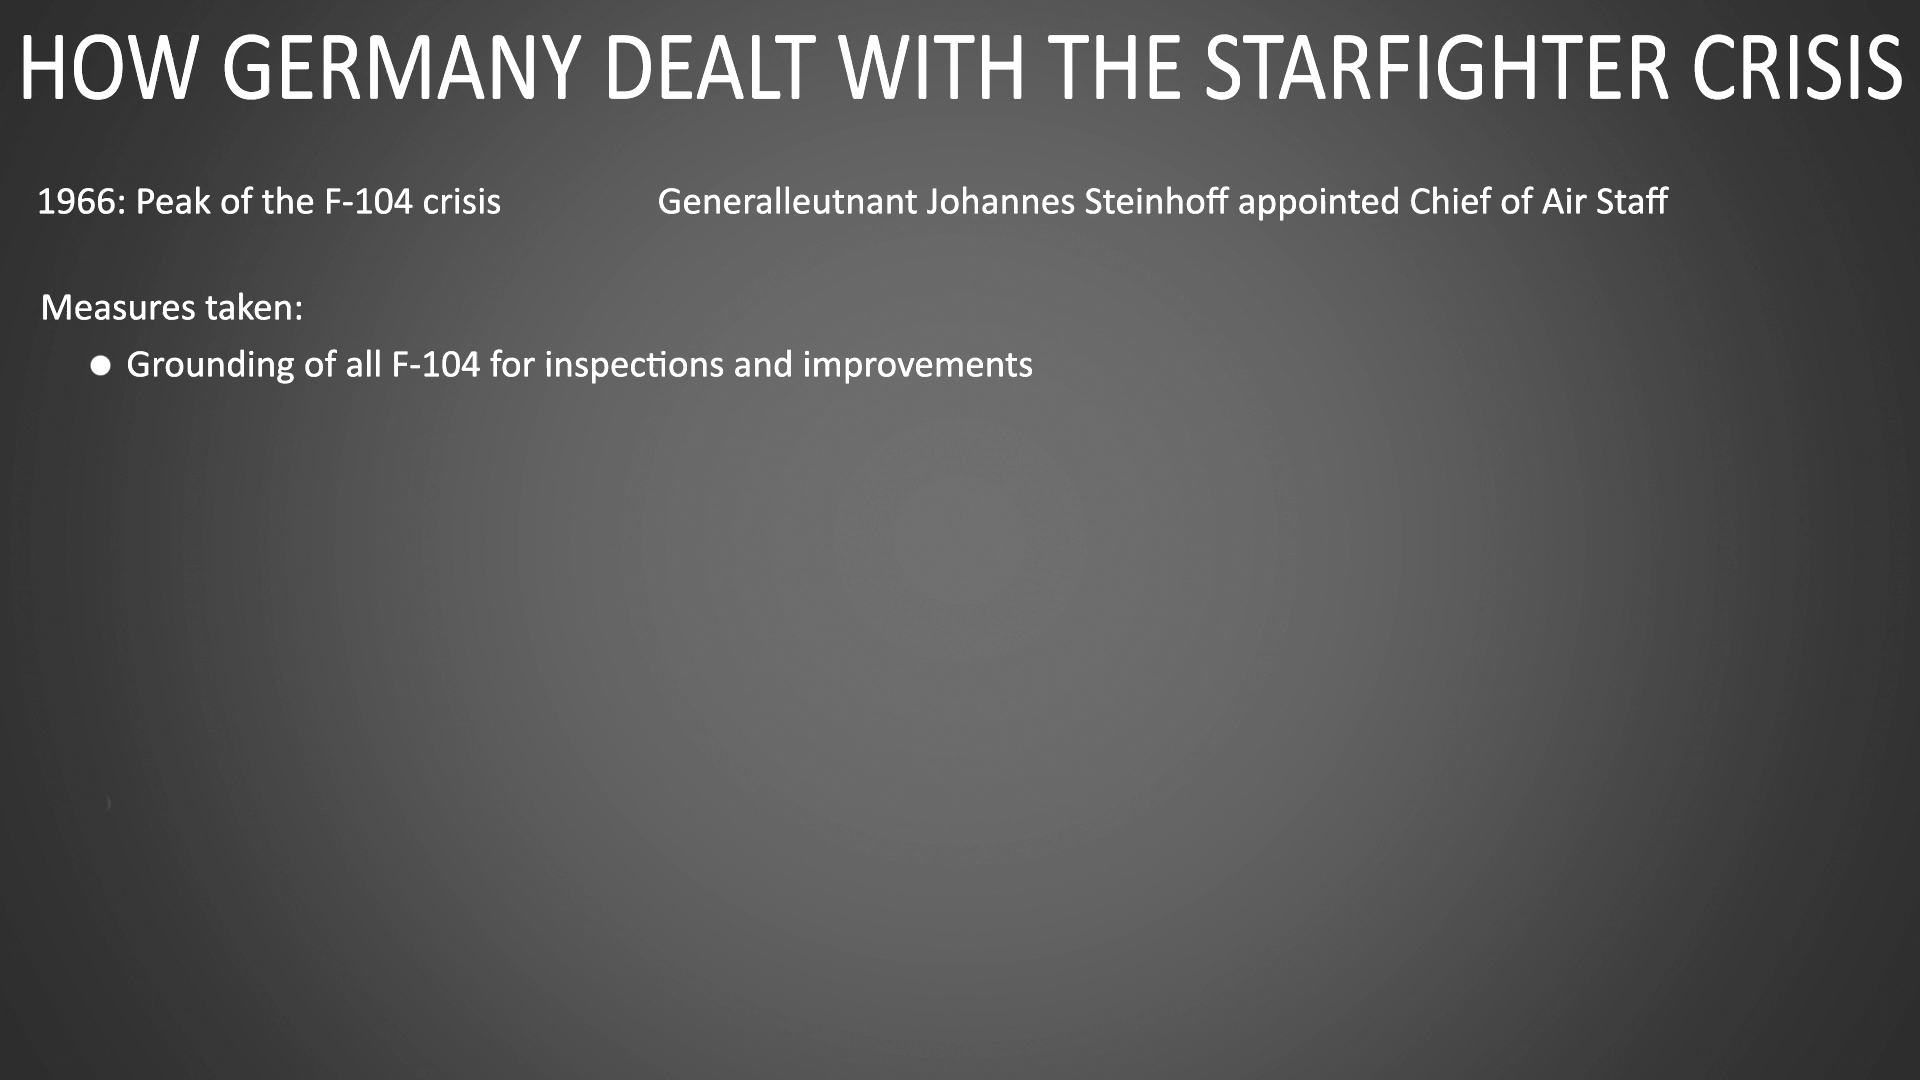 HOW GERMANY DEALT WITH THE STARFIGHTER CRISIS
1966: Peak of the F-104 crisis Generalleutnant Johannes Steinhoff appointed Chief of Air Staff
Measures taken:
● Grounding of all F-104 for inspections and improvements